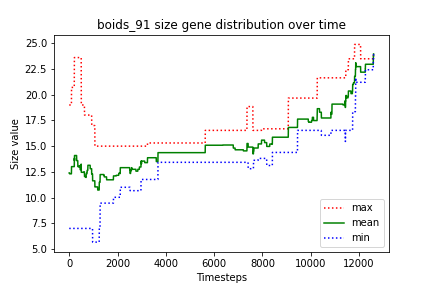 boids_91 size gene distribution over time
25.0
22.5
20.0
17.5
15.0
12.5
10.0
7.5
5.0
Size value
0 2000 4000 6000 8000 10000 12000
Timesteps
max
mean
min